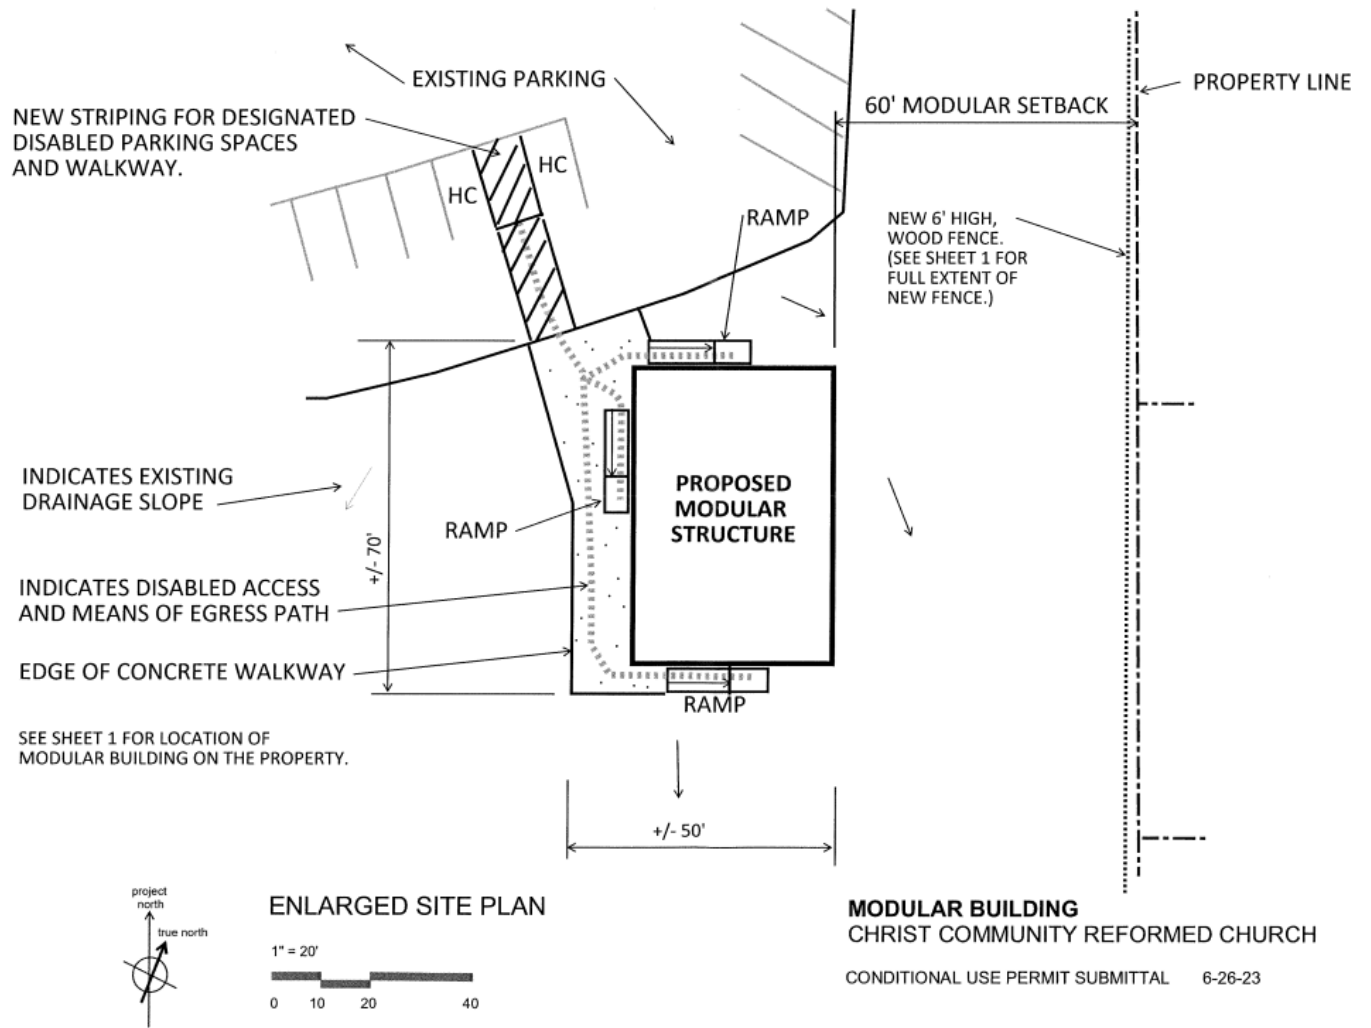 EXISTING PARKING
PROPERTY LINE
60' MODULAR SETBACK
NEW STRIPING FOR DESIGNATED
DISABLED PARKING SPACES
AND WALKWAY.
HC
HC
RAMP
NEW 6' HIGH,
WOOD FENCE.
(SEE SHEET 1 FOR
FULL EXTENT OF
NEW FENCE.)
INDICATES EXISTING
DRAINAGE SLOPE
RAMP
PROPOSED
MODULAR
STRUCTURE
+/- 70'
INDICATES DISABLED ACCESS
AND MEANS OF EGRESS PATH
EDGE OF CONCRETE WALKWAY
RAMP
SEE SHEET 1 FOR LOCATION OF
MODULAR BUILDING ON THE PROPERTY.
+/- 50'
project
north
true north
ENLARGED SITE PLAN
1" = 20'
0 10 20 40
MODULAR BUILDING
CHRIST COMMUNITY REFORMED CHURCH
CONDITIONAL USE PERMIT SUBMITTAL 6-26-23